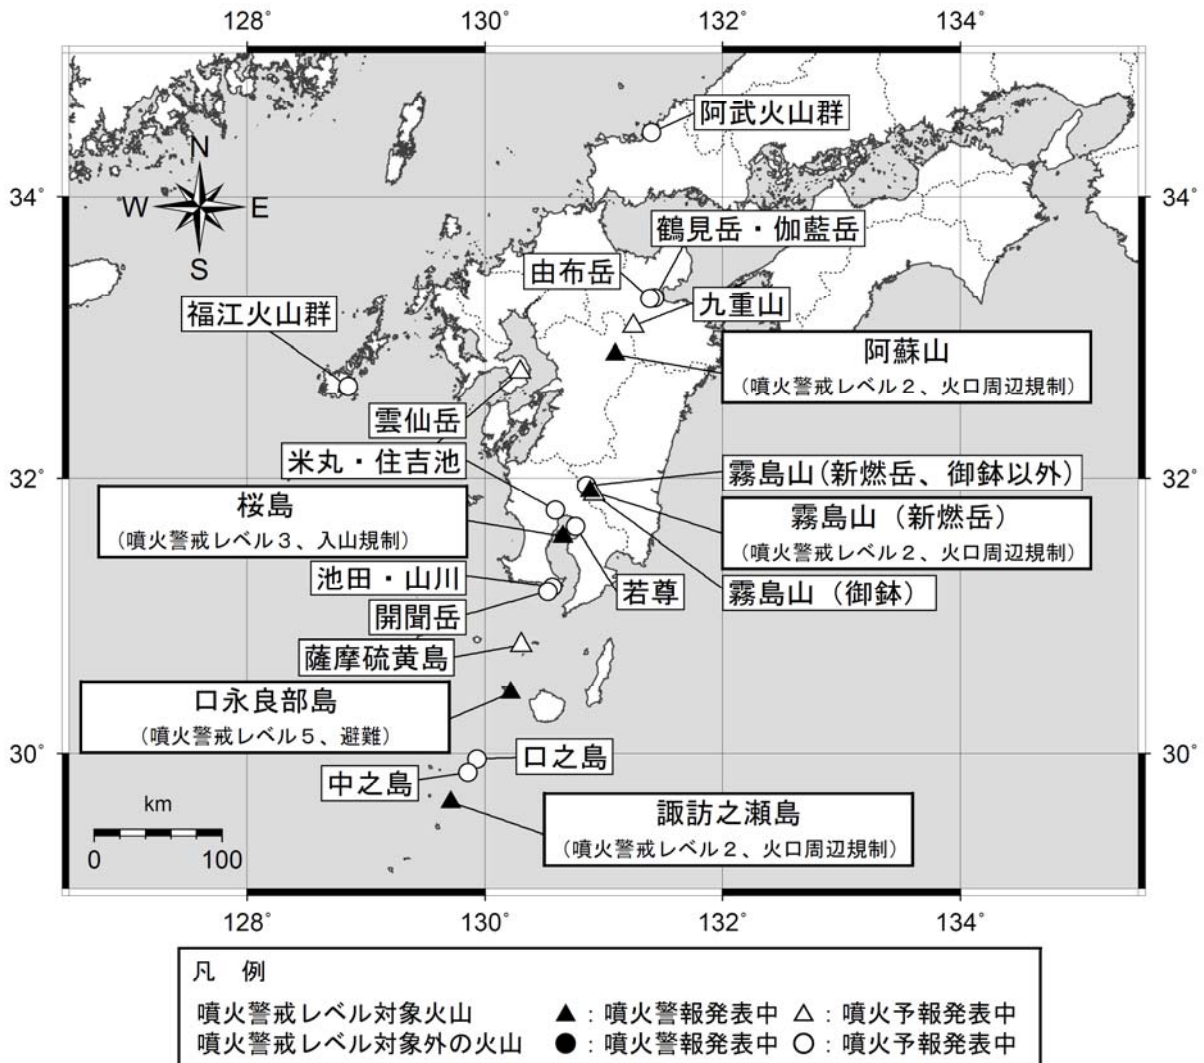 128° 130° 132° 134°
阿武火山群
N
34° 34°
W E
鶴見岳・伽藍岳
S
由布岳
九重山
福江火山群
阿蘇山
(噴火警戒レベル2、火口周辺規制)
雲仙岳
米丸・住吉池
霧島山(新燃岳、御鉢以外)
32° 32°
桜島
(噴火警戒レベル3、入山規制)
霧島山(新燃岳)
(噴火警戒レベル2、火口周辺規制)
池田・山川
若尊
霧島山(御鉢)
開聞岳
薩摩硫黄島
口永良部島
(噴火警戒レベル5、避難)
30° 30°
口之島
中之島
km
0 100
諏訪之瀬島
(噴火警戒レベル2、火口周辺規制)
128° 130° 132° 134°
凡 例
噴火警戒レベル対象火山 ▲:噴火警報発表中 △:噴火予報発表中
噴火警戒レベル対象外の火山 ●:噴火警報発表中 ○:噴火予報発表中